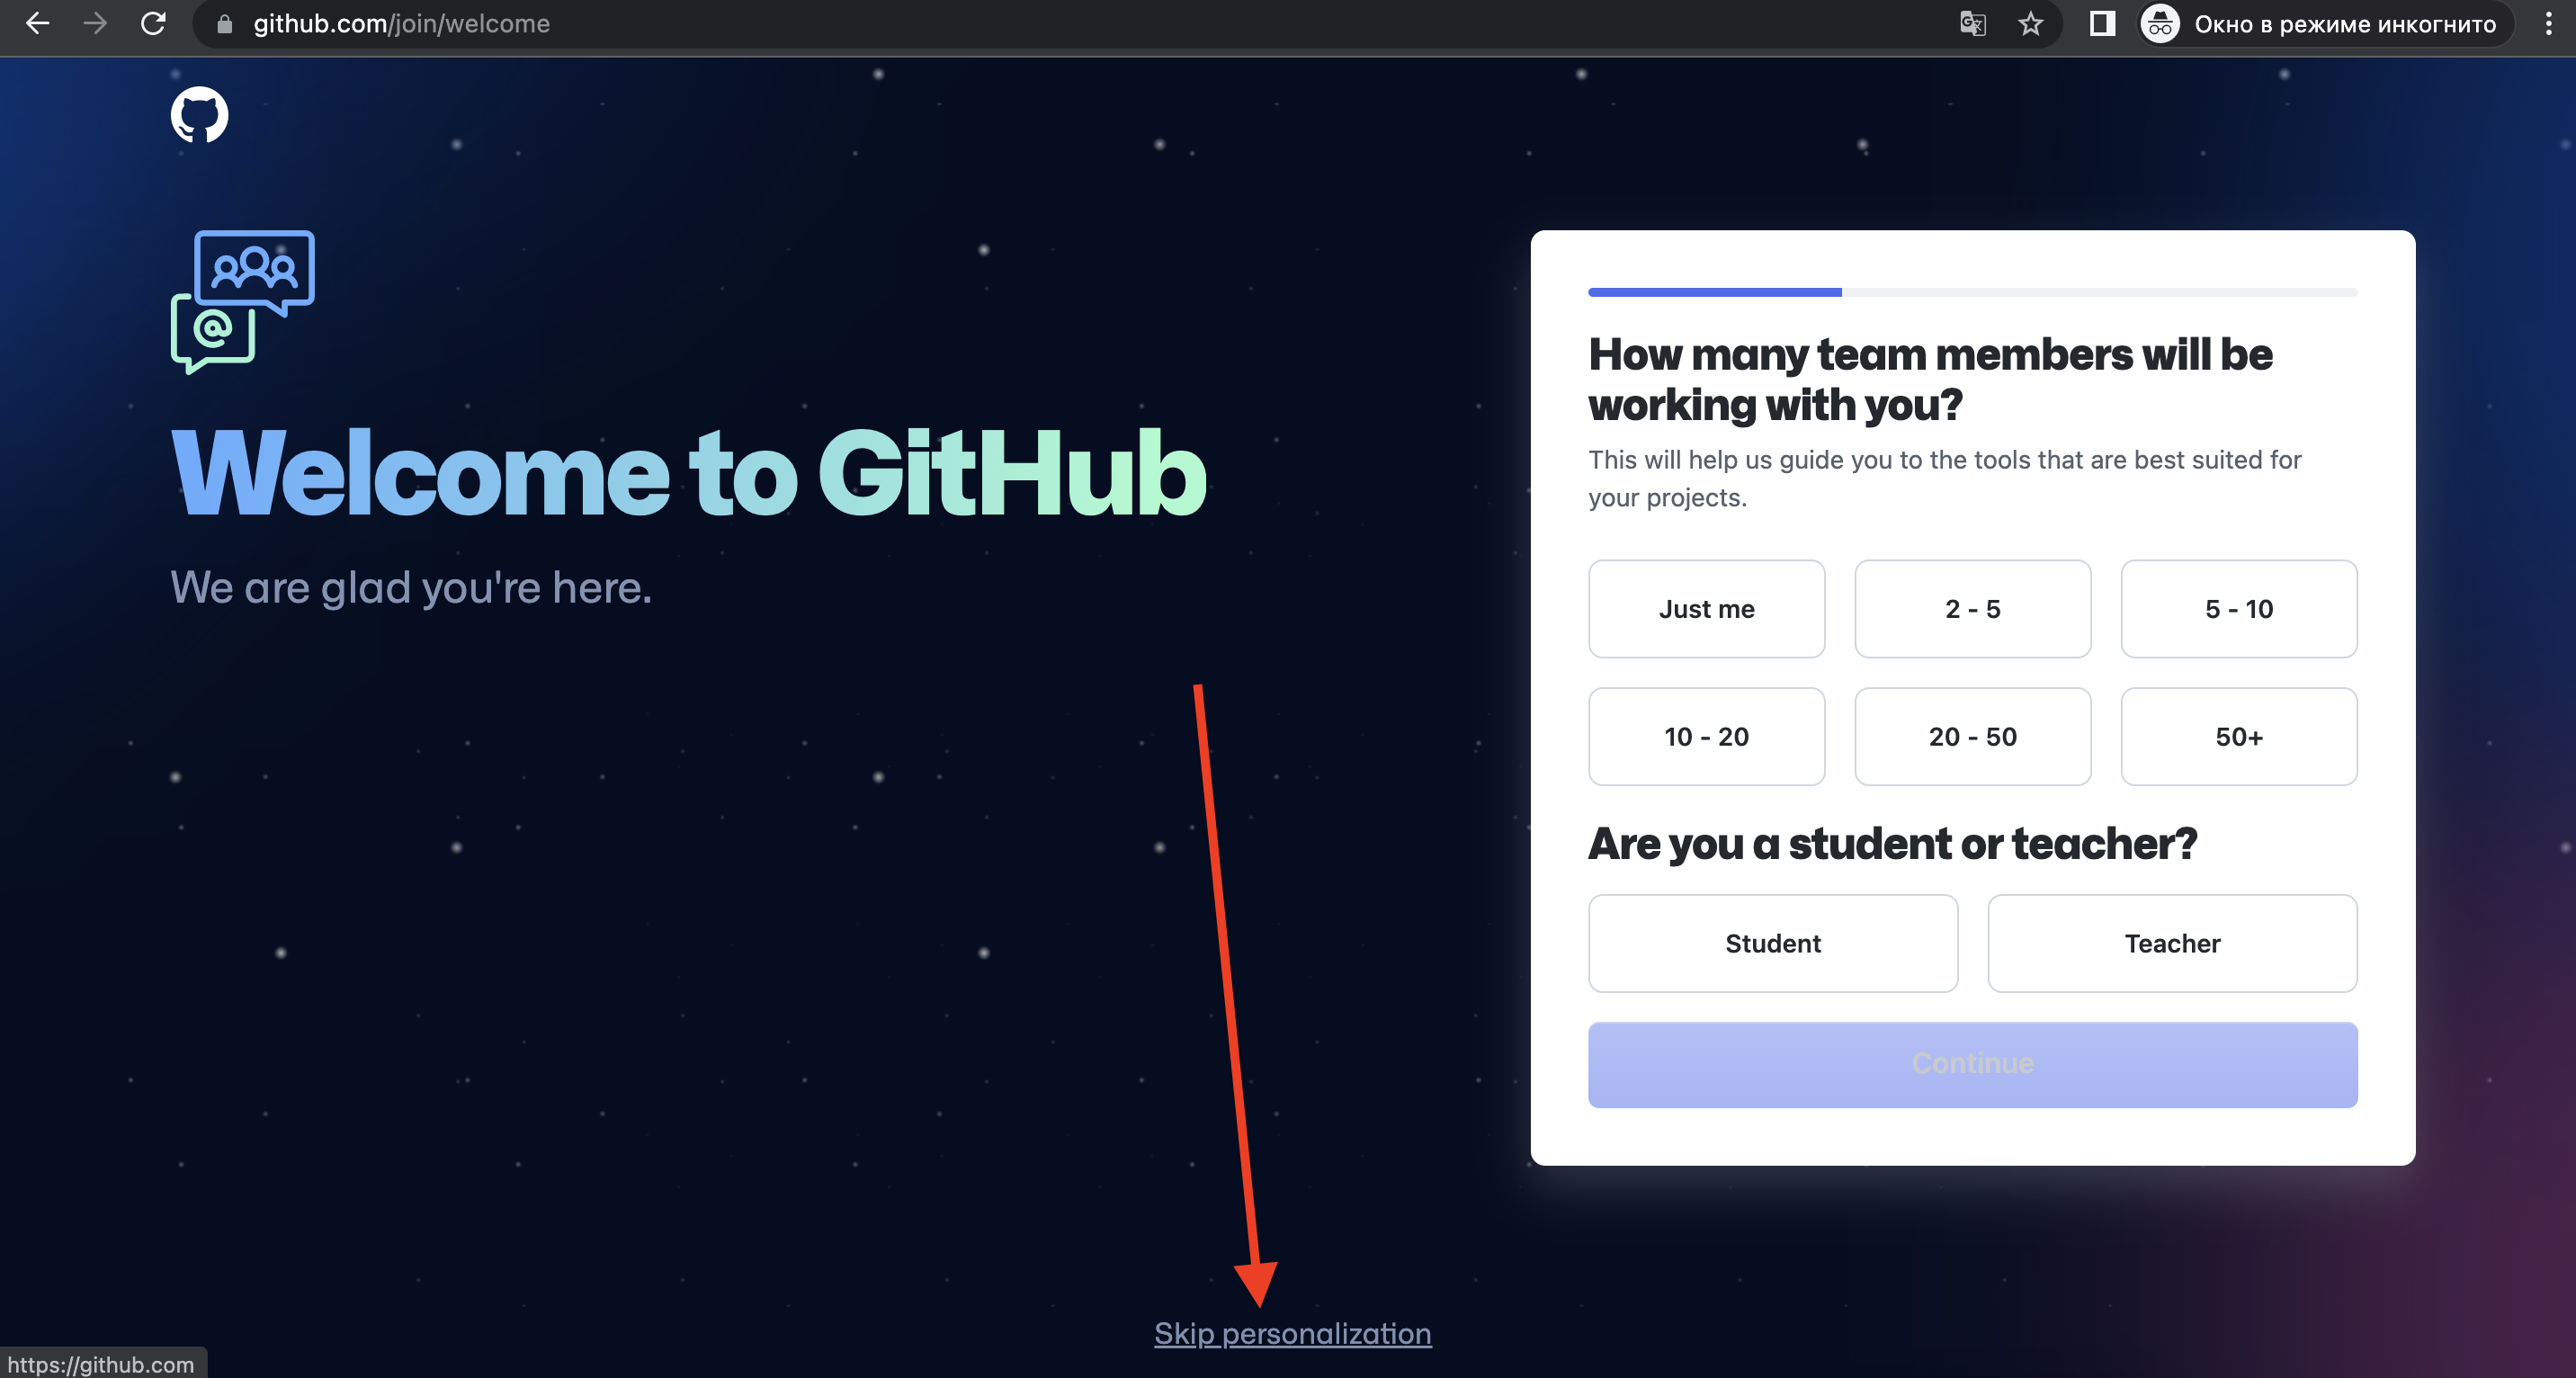 github.com/join/welcome
Окно в режиме инкогнито
@
Welcome to GitHub
We are glad you're here.
How many team members will be
working with you?
This will help us guide you to the tools that are best suited for
your projects.
Just me
2 - 5
5 - 10
10 - 20
20 - 50
50+
Are you a student or teacher?
Student
Teacher
Continue
Skip personalization
https://github.com